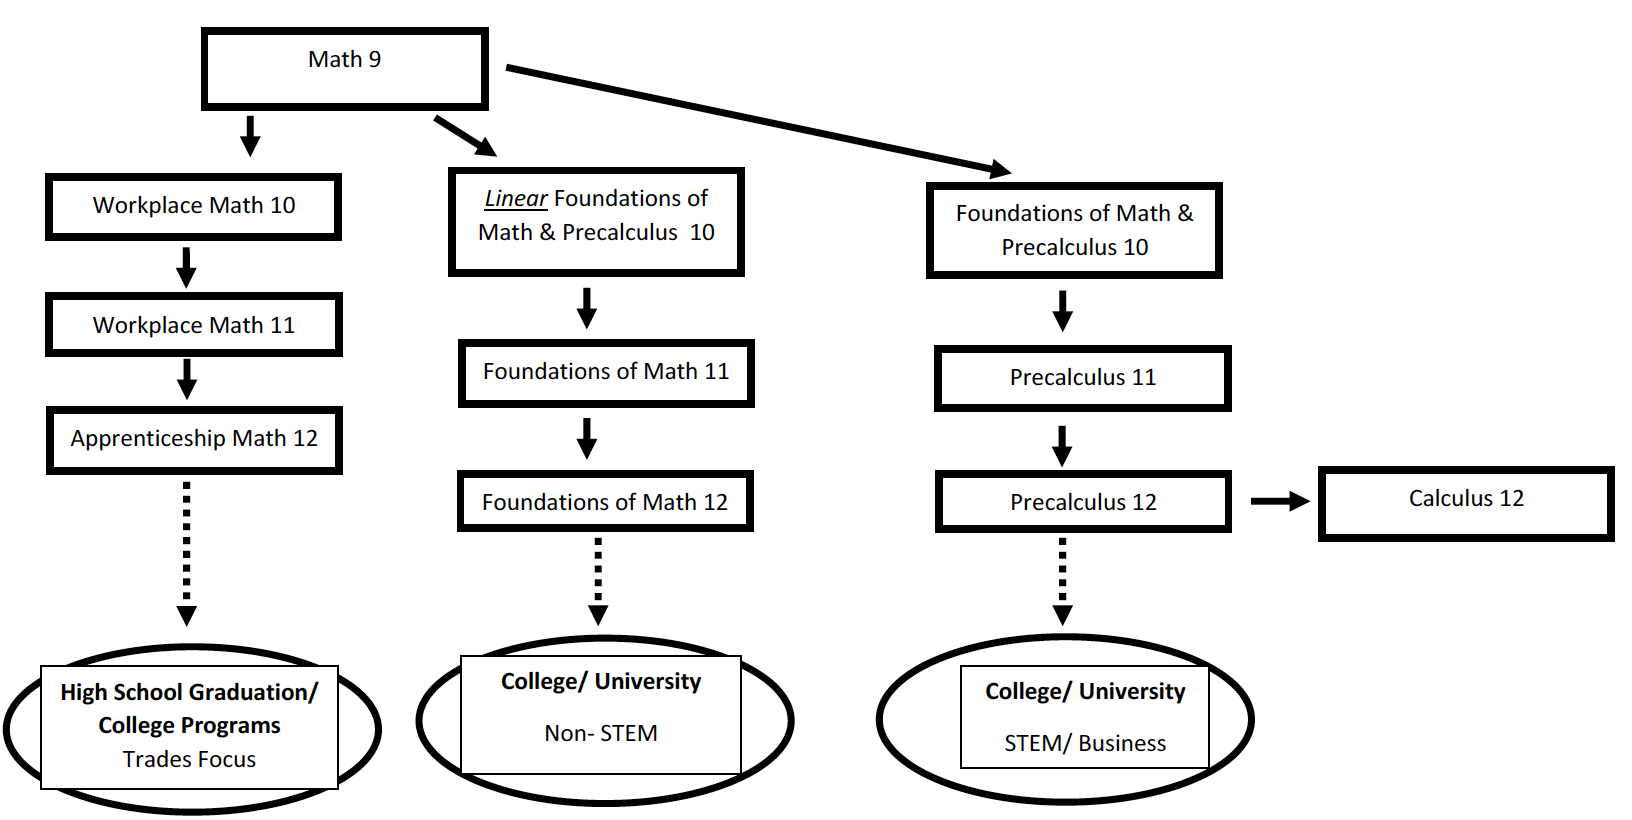 Math 9
Workplace Math 10
Linear Foundations of
Math & Precalculus  10
Foundations of Math &
Precalculus 10
Workplace Math 11
Foundations of Math 11
Precalculus 11
Apprenticeship Math 12
Foundations of Math 12
Precalculus 12
Calculus 12
High School Graduation/
College Programs
Trades Focus
College/ University
Non- STEM
College/ University
STEM/ Business